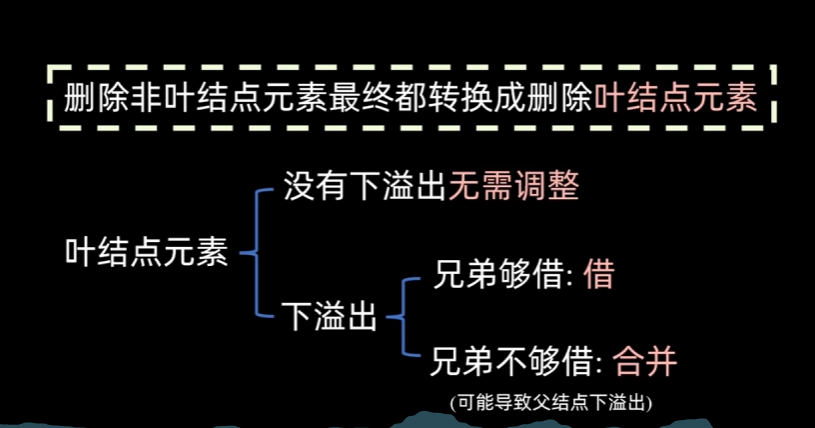 删除非叶结点元素最终都转换成删除叶结点元素
没有下溢出无需调整
叶结点元素
兄弟够借: 借
下溢出
兄弟不够借: 合并
(可能导致父结点下溢出)